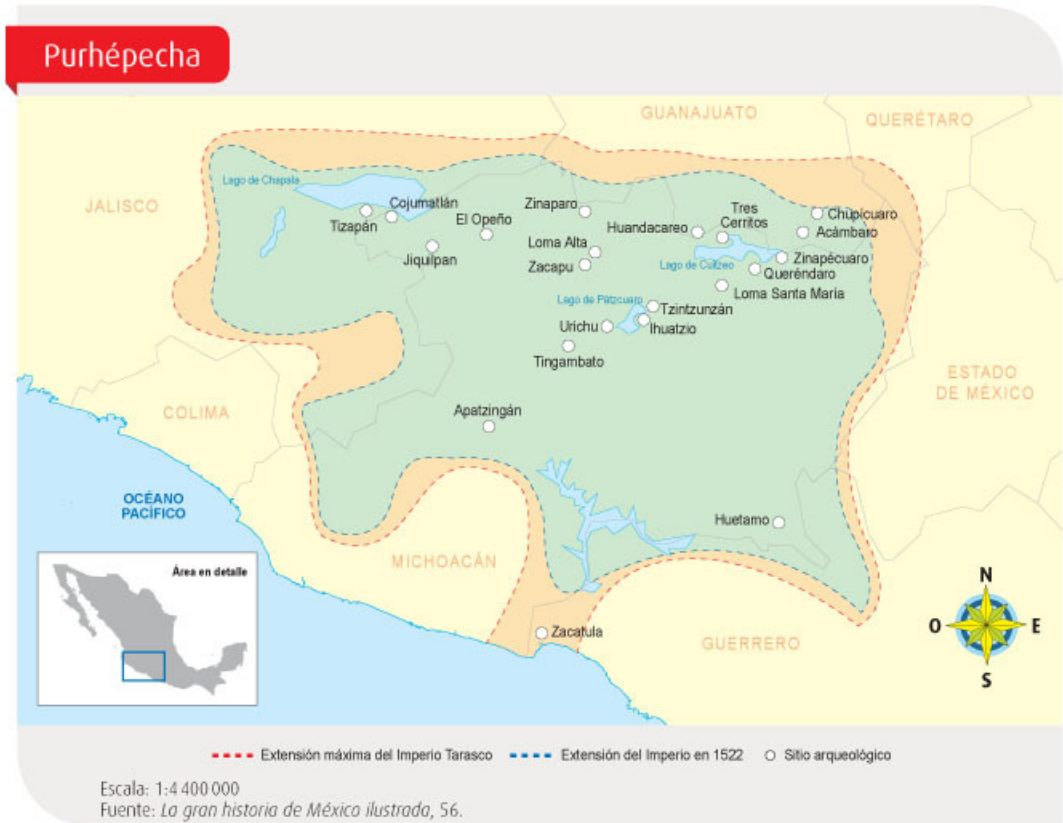 Purhépecha
GUANAJUATO
QUERÉTARO
Lago de Chapala
JALISCO
Cojumatlán
Tizapán
El Opeño
Zinaparo
Jiquilpan
Loma Alta
Zacapu
Huandacareo
Tres
Cerritos
Chupícuaro
Acámbaro
Lago de Cuitzeo
Zinapécuaro
Queréndaro
Loma Santa María
Lago de Pátzcuaro
Tzintzunzán
Urichu
Ihuatzio
Tingambato
ESTADO
DE MÉXICO
COLIMA
Apatzingán
OCÉANO
PACÍFICO
Huetamo
MICHOACÁN
Área en detalle
Zacatula
GUERRERO
N
O
E
S
Extensión máxima del Imperio Tarasco
Extensión del Imperio en 1522
Sitio arqueológico
Escala: 1:4 400 000
Fuente: La gran historia de México ilustrada, 56.